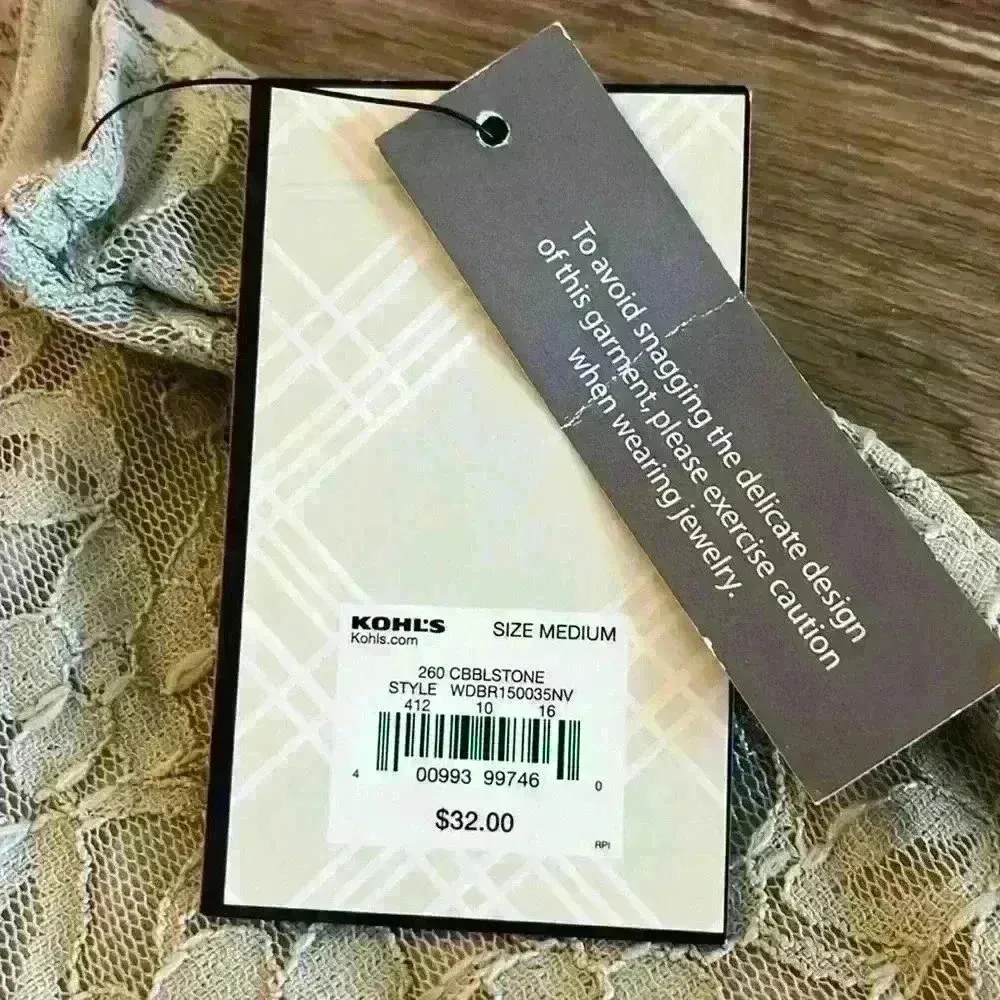 To avoid snagging the delicate design
of this garment, please exercise caution
when wearing jewelry.
KOHL'S
Kohls.com
SIZE MEDIUM
260 CBBLSTONE
STYLE WDBR150035NV
412 10 16
4 00993 99746 0
$32.00
RPI